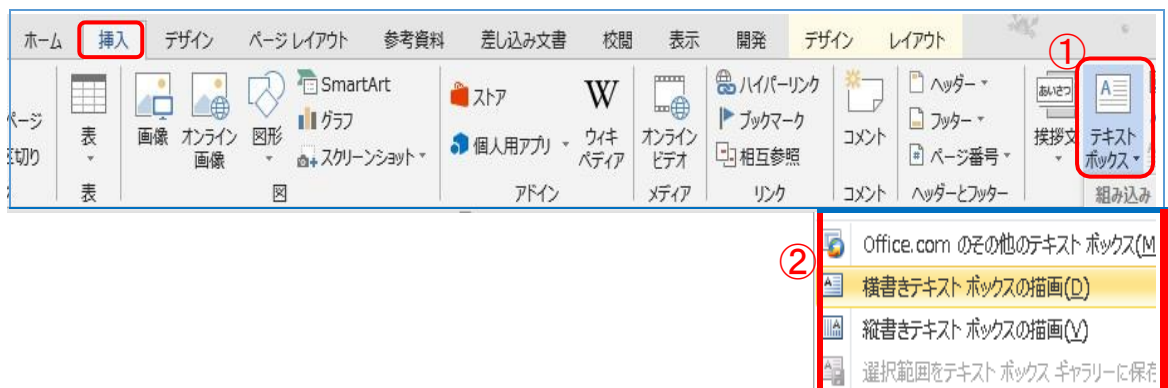 ホーム 挿入 デザイン ページ レイアウト 参考資料 差し込み文書 校閲 表示 開発 デザイン レイアウト
①
ページ
区切り
表
表
画像
オンライン
画像
図形
SmartArt
グラフ
スクリーンショット
図
ストア
個人用アプリ
W
ウィキ
ペディア
アドイン
オンライン
ビデオ
メディア
ハイパーリンク
ブックマーク
相互参照
リンク
コメント
コメント
ヘッダー
フッター
# ページ番号
ヘッダーとフッター
あいさつ
挨拶文
A
テキスト
ボックス
組み込み
②
Office.com のその他のテキスト ボックス(M
横書きテキスト ボックスの描画(D)
縦書きテキスト ボックスの描画(V)
選択範囲をテキスト ボックス ギャラリーに保存